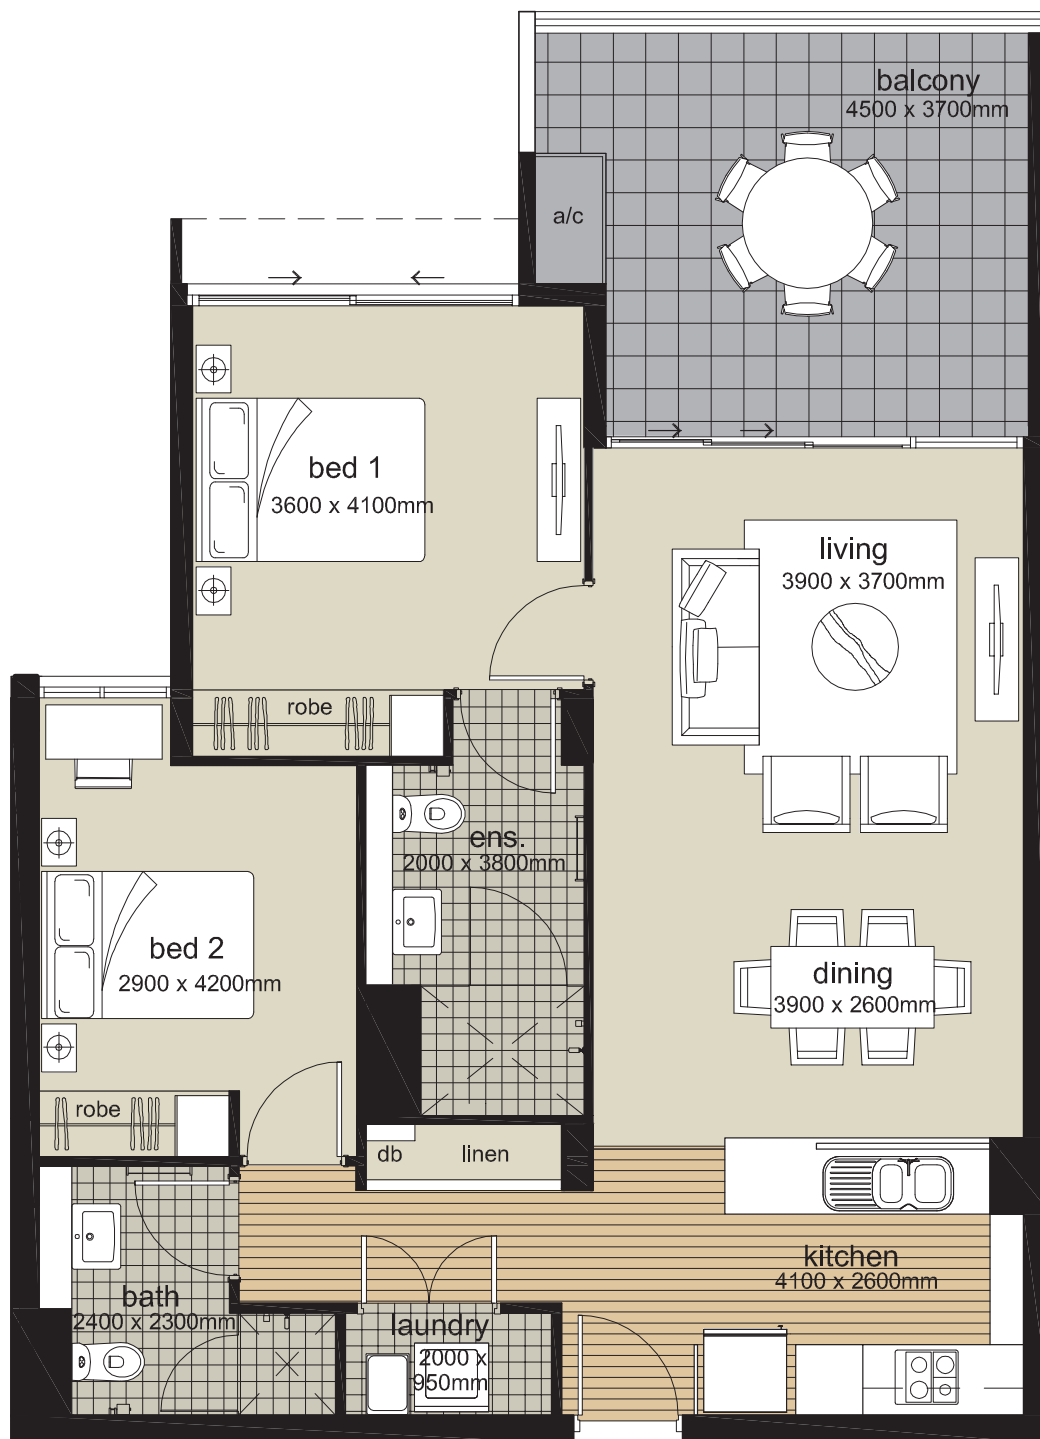 balcony
4500 x 3700mm
a/c
bed 1
3600 x 4100mm
living
3900 x 3700mm
robe
ens.
2000 x 3800mm
bed 2
2900 x 4200mm
dining
3900 x 2600mm
robe
db
linen
kitchen
4100 x 2600mm
bath
2400 x 2300mm
laundry
2000 x
950mm